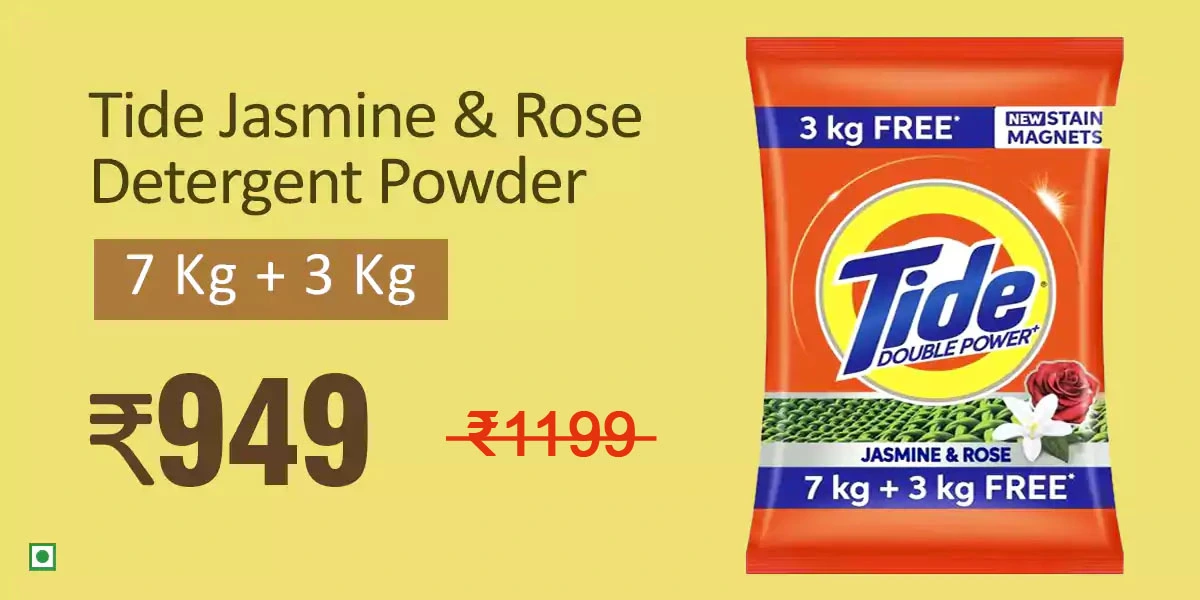 Tide Jasmine & Rose
Detergent Powder
7 Kg + 3 Kg
₹949
₹1199
3 kg FREE*
NEW STAIN
MAGNETS
Tide®
DOUBLE POWER+
JASMINE & ROSE
7 kg + 3 kg FREE*